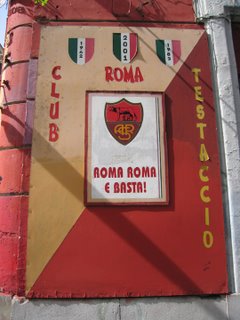 1942
2001
1983
ROMA
CLUB
TESTACCIO
ROMA ROMA
E BASTA!